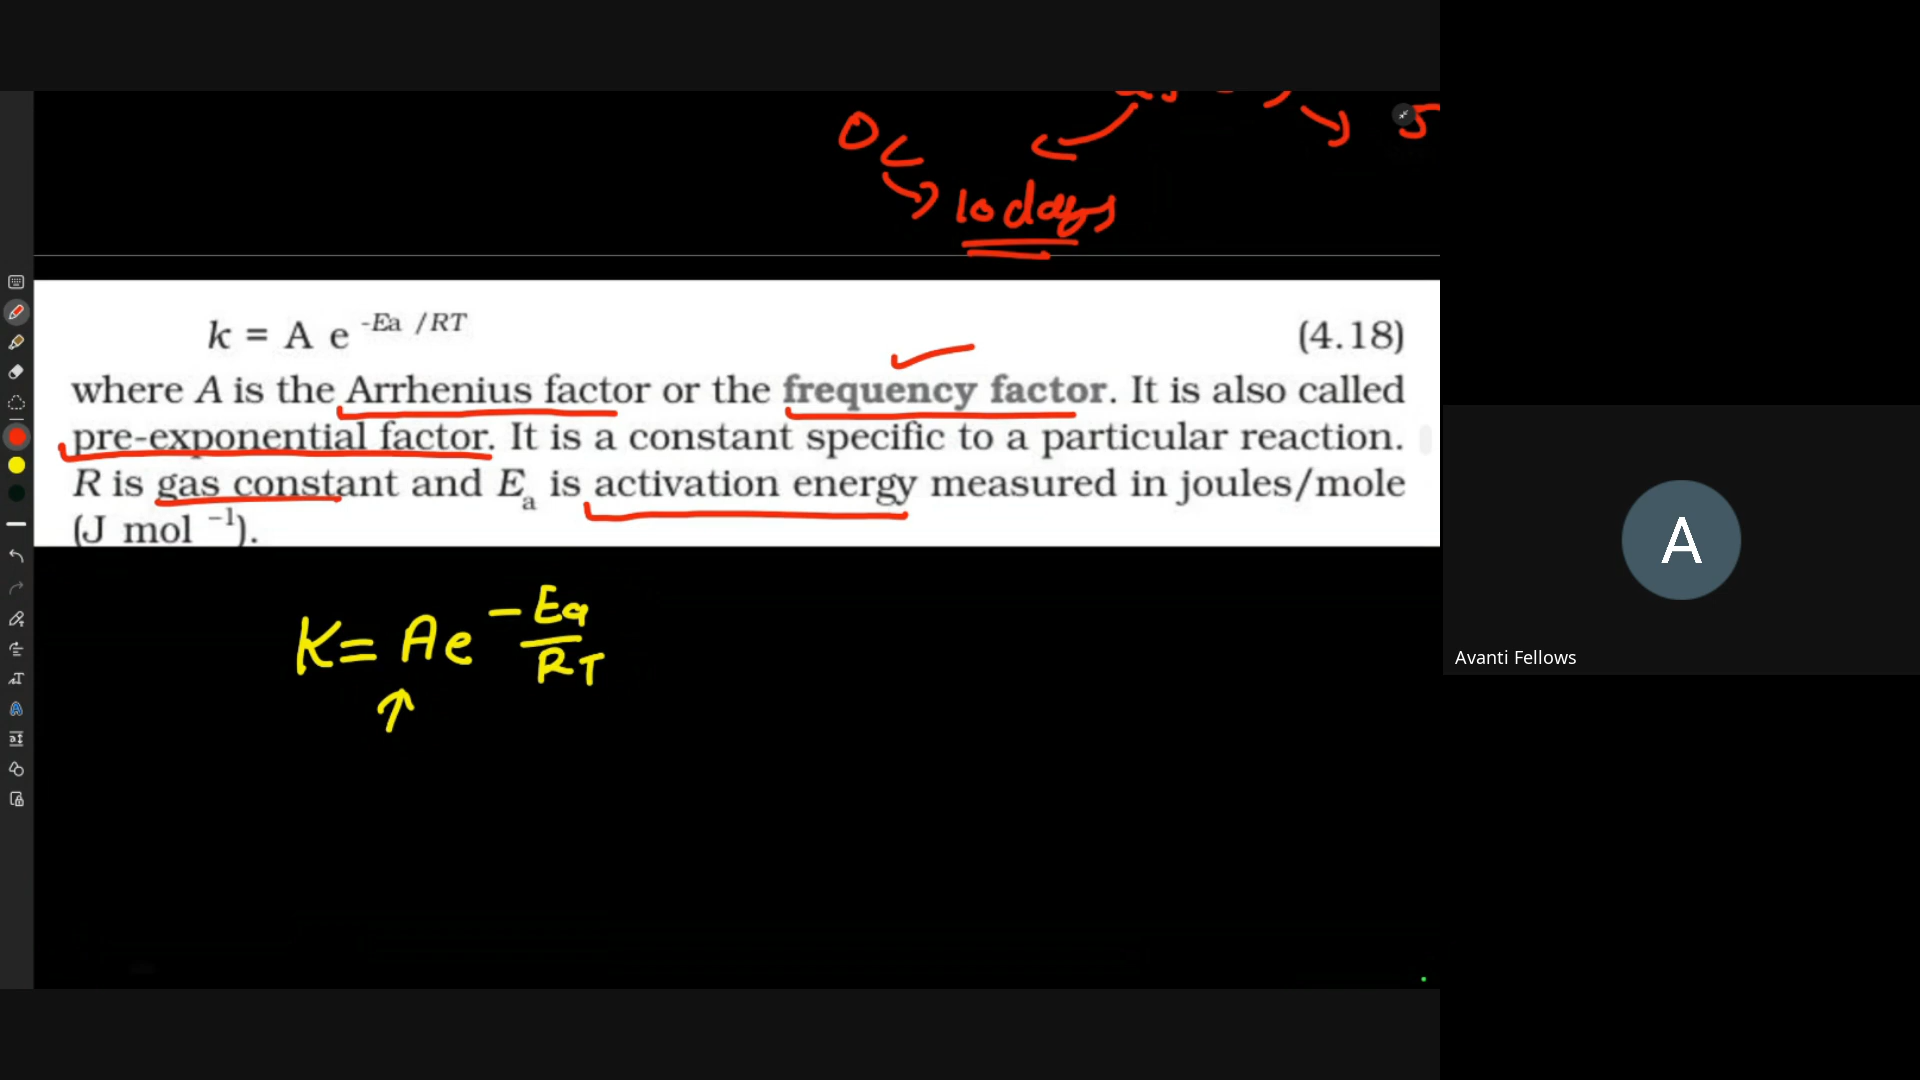 0c
10 days
k = A e -Ea /RT (4.18)
where A is the Arrhenius factor or the frequency factor. It is also called
pre-exponential factor. It is a constant specific to a particular reaction.
R is gas constant and Ea is activation energy measured in joules/mole
(J mol –1).
K = Ae -Ea/RT
A
Avanti Fellows